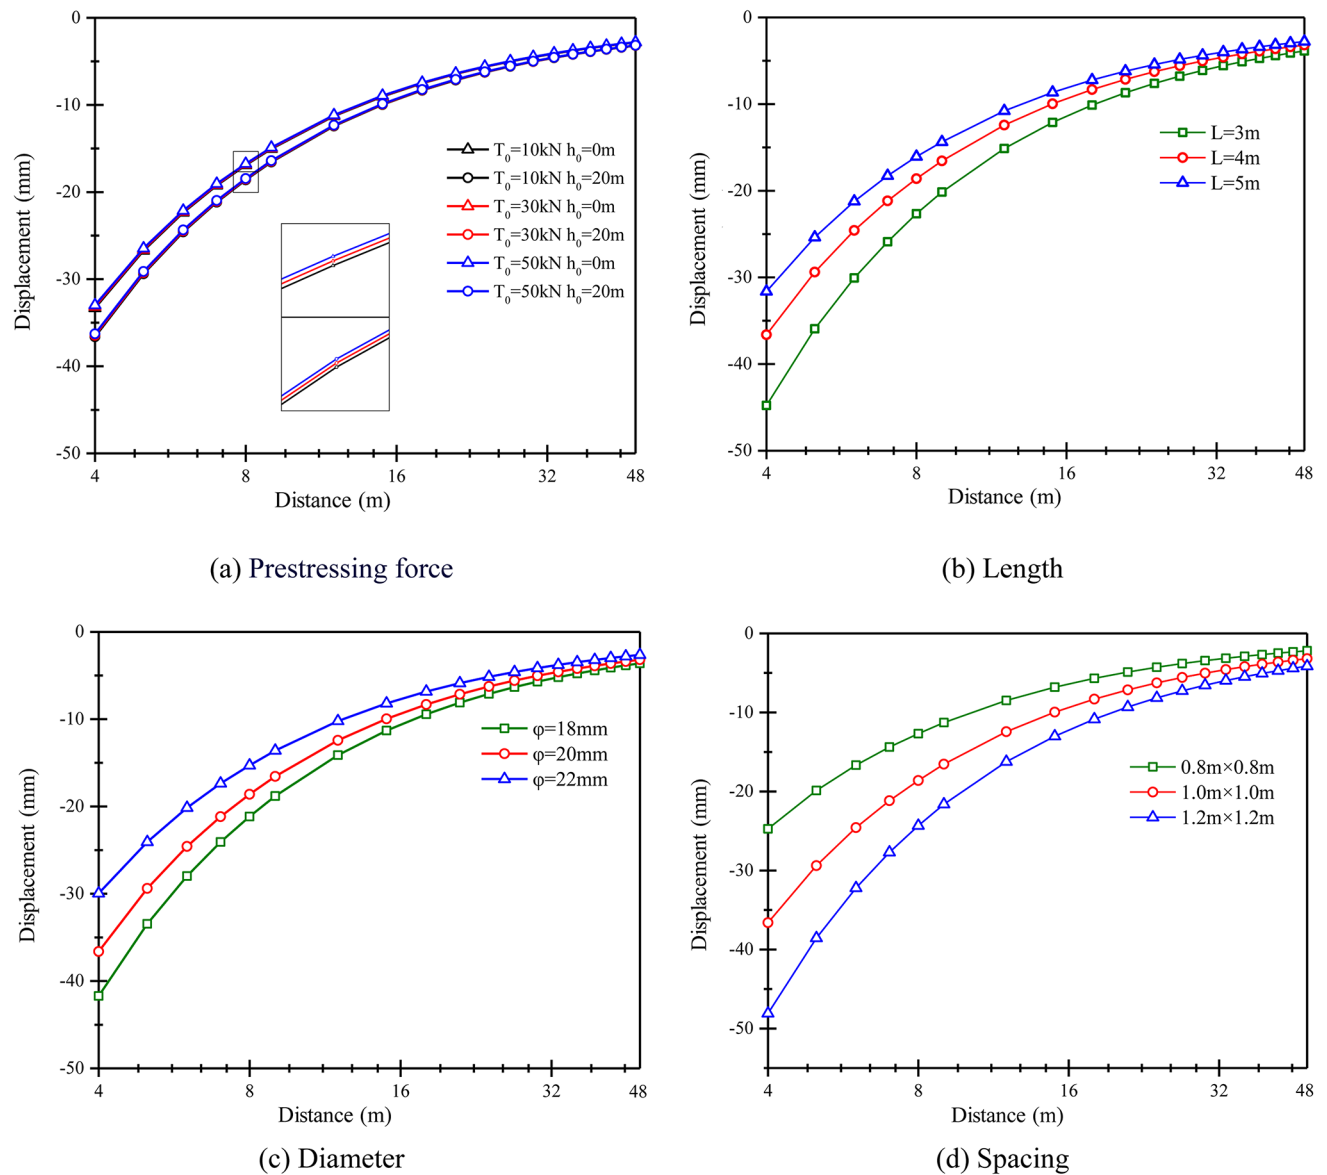 0
-10
-20
-30
-40
-50
4
8
16
32
48
Displacement (mm)
Distance (m)
T₀=10kN h₀=0m
T₀=10kN h₀=20m
T₀=30kN h₀=0m
T₀=30kN h₀=20m
T₀=50kN h₀=0m
T₀=50kN h₀=20m
(a) Prestressing force
0
-10
-20
-30
-40
-50
4
8
16
32
48
Displacement (mm)
Distance (m)
L=3m
L=4m
L=5m
(b) Length
0
-10
-20
-30
-40
-50
4
8
16
32
48
Displacement (mm)
Distance (m)
φ=18mm
φ=20mm
φ=22mm
(c) Diameter
0
-10
-20
-30
-40
-50
4
8
16
32
48
Displacement (mm)
Distance (m)
0.8m×0.8m
1.0m×1.0m
1.2m×1.2m
(d) Spacing